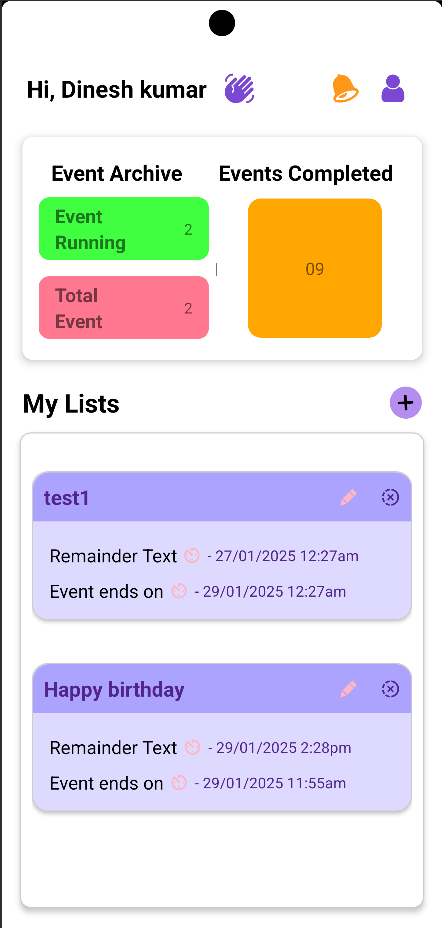 Hi, Dinesh kumar
Event Archive
Events Completed
Event
Running
2
Total
Event
2
09
My Lists
test1
Remainder Text - 27/01/2025 12:27am
Event ends on - 29/01/2025 12:27am
Happy birthday
Remainder Text - 29/01/2025 2:28pm
Event ends on - 29/01/2025 11:55am